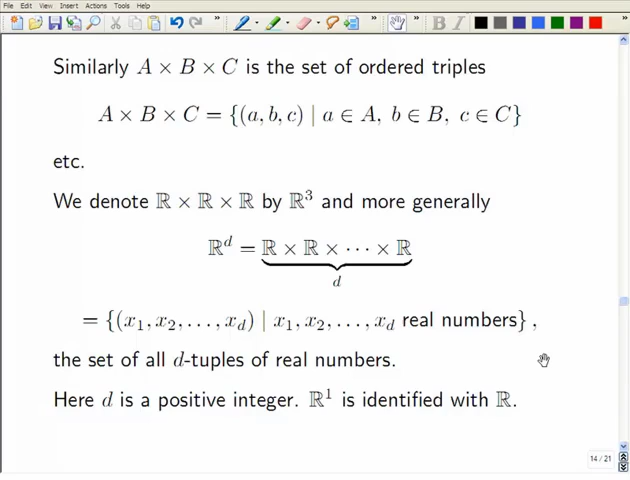 File Edit View Insert Actions Tools Help
Similarly A × B × C is the set of ordered triples
A × B × C = {(a, b, c) | a ∈ A, b ∈ B, c ∈ C}
etc.
We denote ℝ × ℝ × ℝ by ℝ³ and more generally
ℝᵈ = ℝ × ℝ × ··· × ℝ
d
= {(x₁, x₂, . . . , x_d) | x₁, x₂, . . . , x_d real numbers} ,
the set of all d-tuples of real numbers.
Here d is a positive integer. ℝ¹ is identified with ℝ.
14 / 21